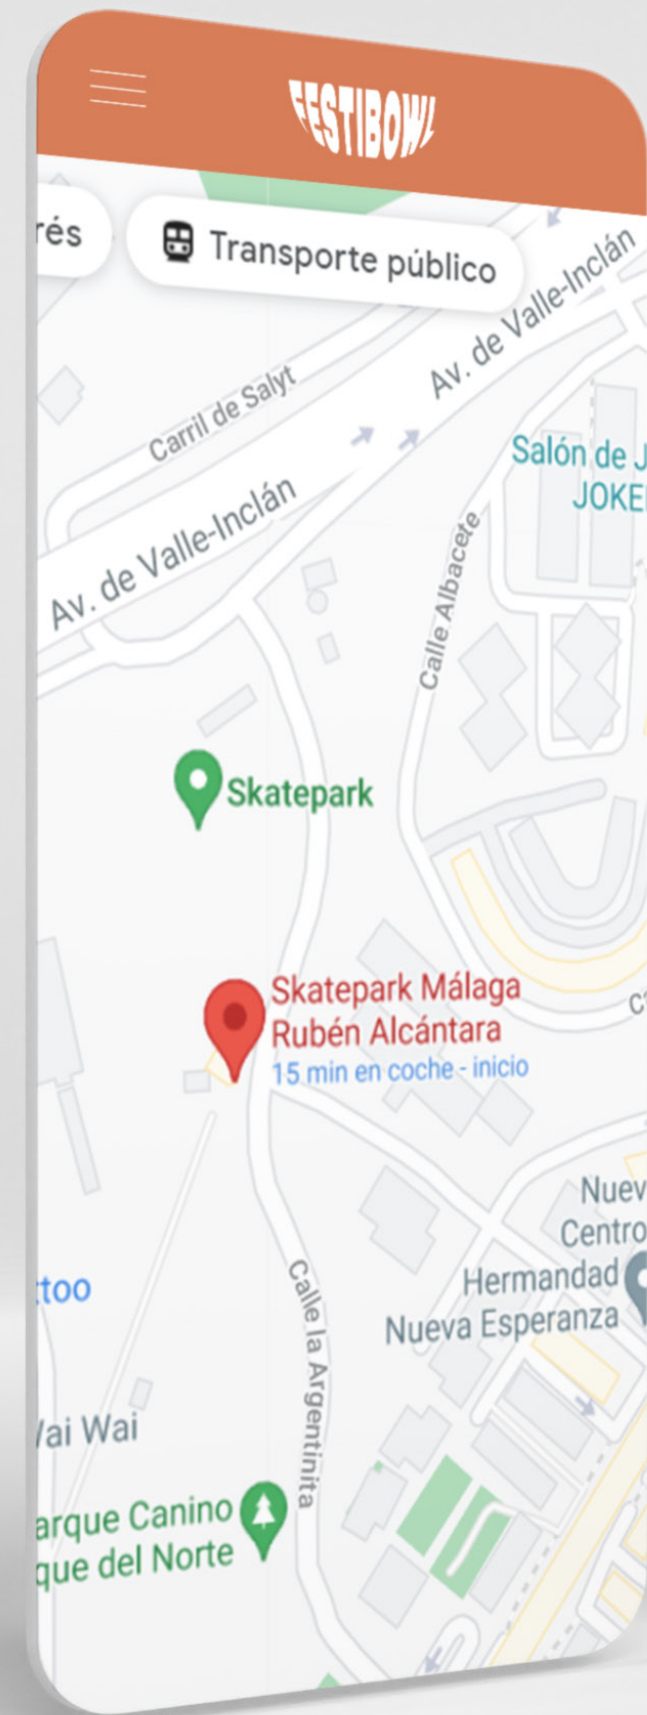 FESTIBOWL
rés
Transporte público
Av. de Valle-Inclán
Carril de Salyt
Salón de J
JOKE
Av. de Valle-Inclán
Calle Albacete
Skatepark
Skatepark Málaga
Rubén Alcántara
15 min en coche - inicio
C
Nuev
Centro
Hermandad
Nueva Esperanza
ttoo
Calle la Argentinita
Vai Wai
arque Canino
que del Norte